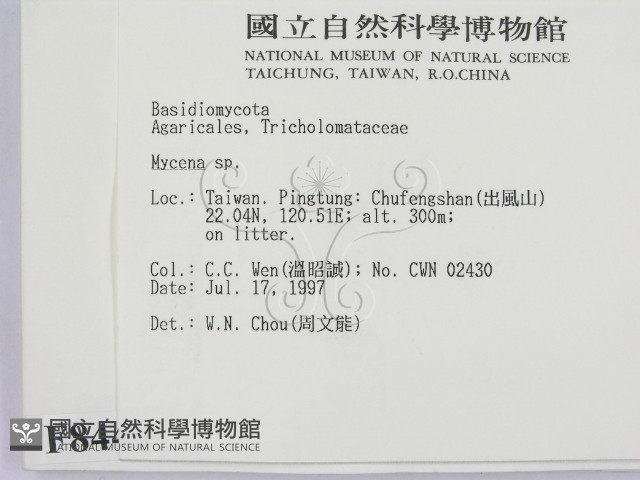 國立自然科學博物館
NATIONAL MUSEUM OF NATURAL SCIENCE
TAICHUNG, TAIWAN, R.O.CHINA
Basidiomycota
Agaricales, Tricholomataceae
Mycena sp.
Loc.: Taiwan. Pingtung: Chufengshan(出風山)
22.04N, 120.51E; alt. 300m;
on litter.
Col.: C.C. Wen(溫昭誠); No. CWN 02430
Date: Jul. 17, 1997
Det.: W.N. Chou(周文能)
國立自然科學博物館
NATIONAL MUSEUM OF NATURAL SCIENCE